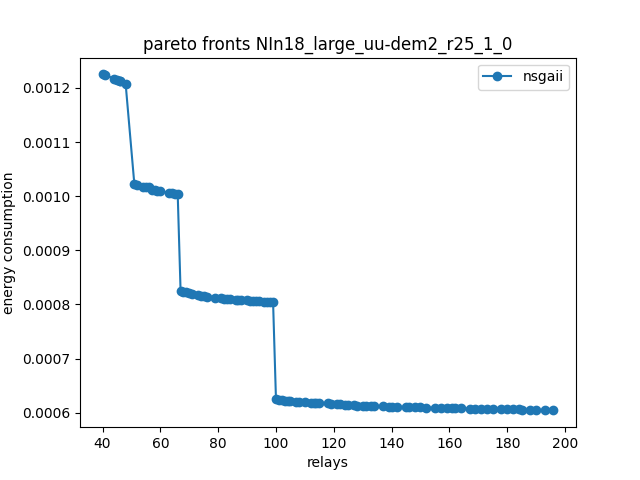 pareto fronts NIn18_large_uu-dem2_r25_1_0
nsgaii
energy consumption
0.0012
0.0011
0.0010
0.0009
0.0008
0.0007
0.0006
40 60 80 100 120 140 160 180 200
relays